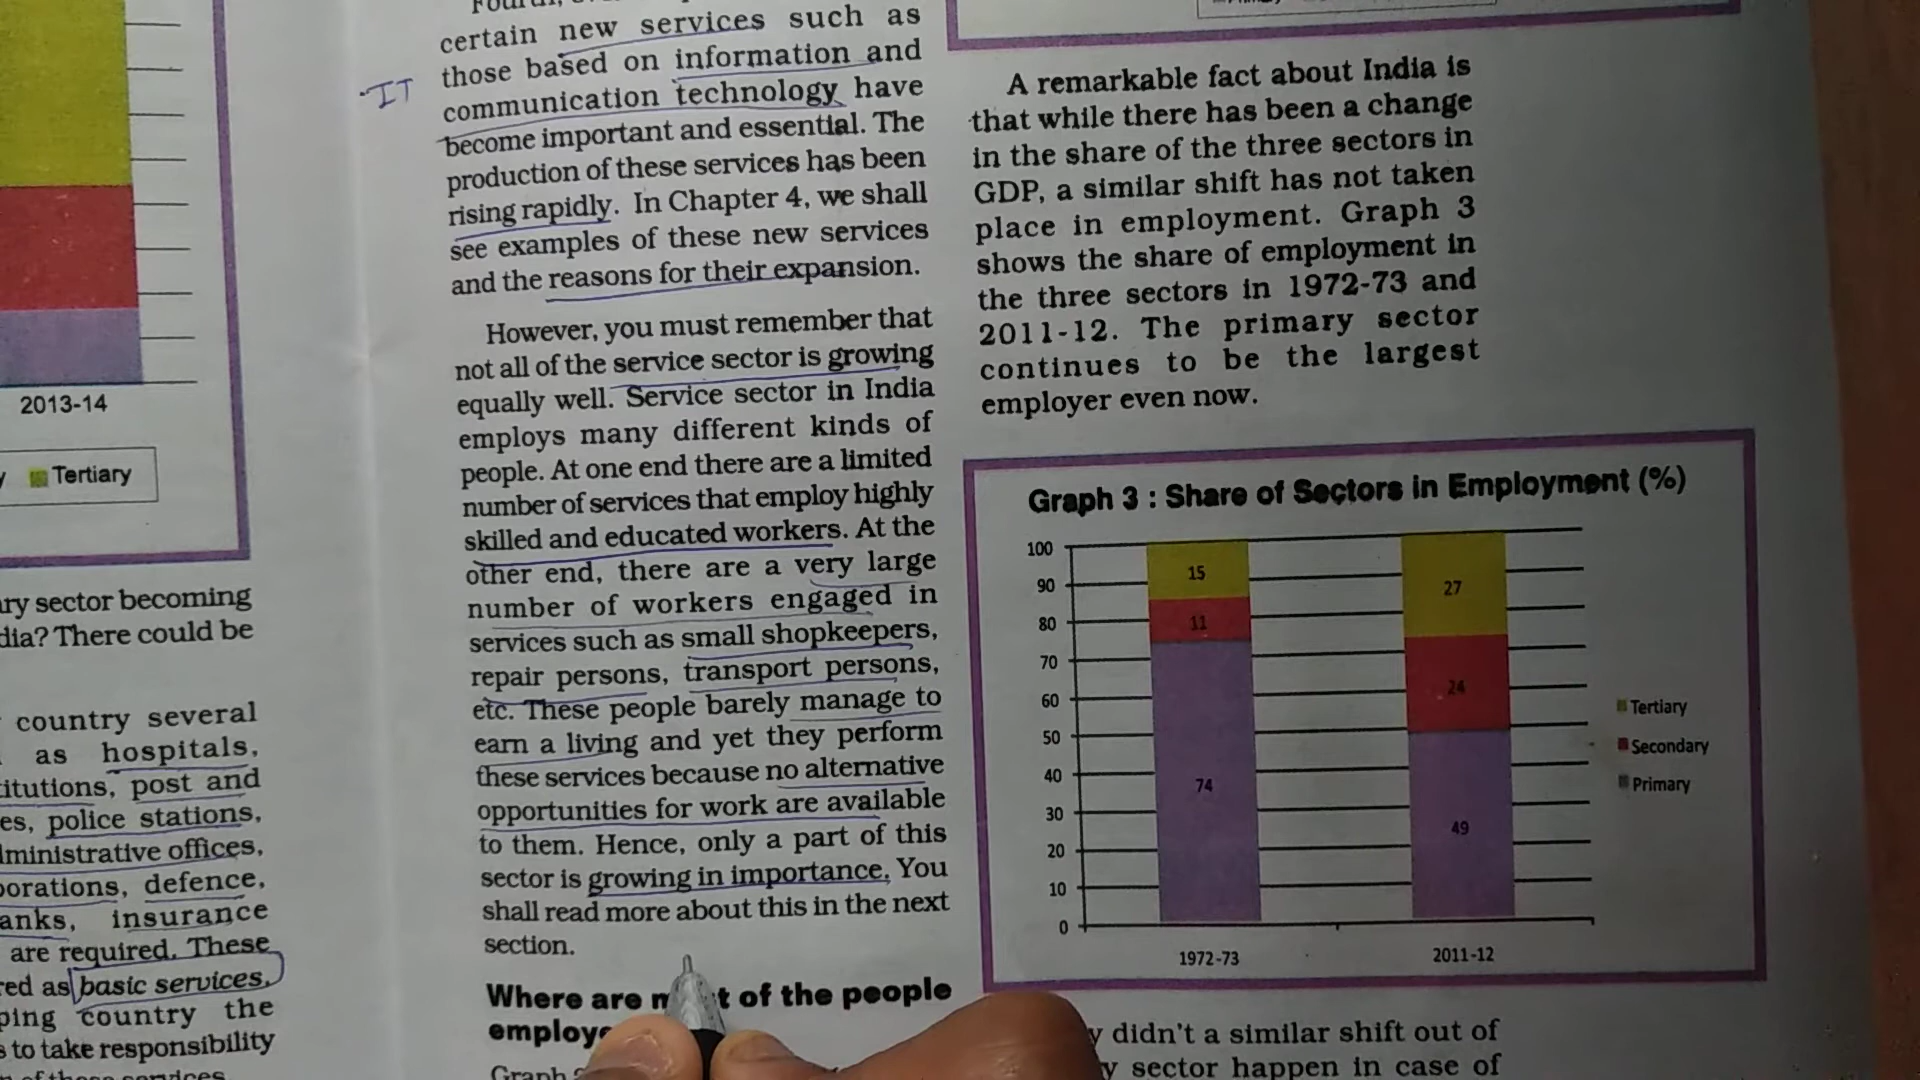 2013-14
Tertiary
sector becoming
There could be
country several
as hospitals,
post and
police stations,
offices,
defence,
insurance
are required. These
as basic services.
country the
to take responsibility
IT
certain new services such as
those based on information and
communication technology have
become important and essential. The
production of these services has been
rising rapidly. In Chapter 4, we shall
see examples of these new services
and the reasons for their expansion.
However, you must remember that
not all of the service sector is growing
equally well. Service sector in India
employs many different kinds of
people. At one end there are a limited
number of services that employ highly
skilled and educated workers. At the
other end, there are a very large
number of workers engaged in
services such as small shopkeepers,
repair persons, transport persons,
etc. These people barely manage to
earn a living and yet they perform
these services because no alternative
opportunities for work are available
to them. Hence, only a part of this
sector is growing in importance. You
shall read more about this in the next
section.
Where are of the people
Graph
A remarkable fact about India is
that while there has been a change
in the share of the three sectors in
GDP, a similar shift has not taken
place in employment. Graph 3
shows the share of employment in
the three sectors in 1972-73 and
2011-12. The primary sector
continues to be the largest
employer even now.
Graph 3 : Share of Sectors in Employment (%)
100
90
80
70
60
50
40
30
20
10
0
15
11
74
27
24
49
1972-73
2011-12
Tertiary
Secondary
Primary
didn't a similar shift out of
sector happen in case of